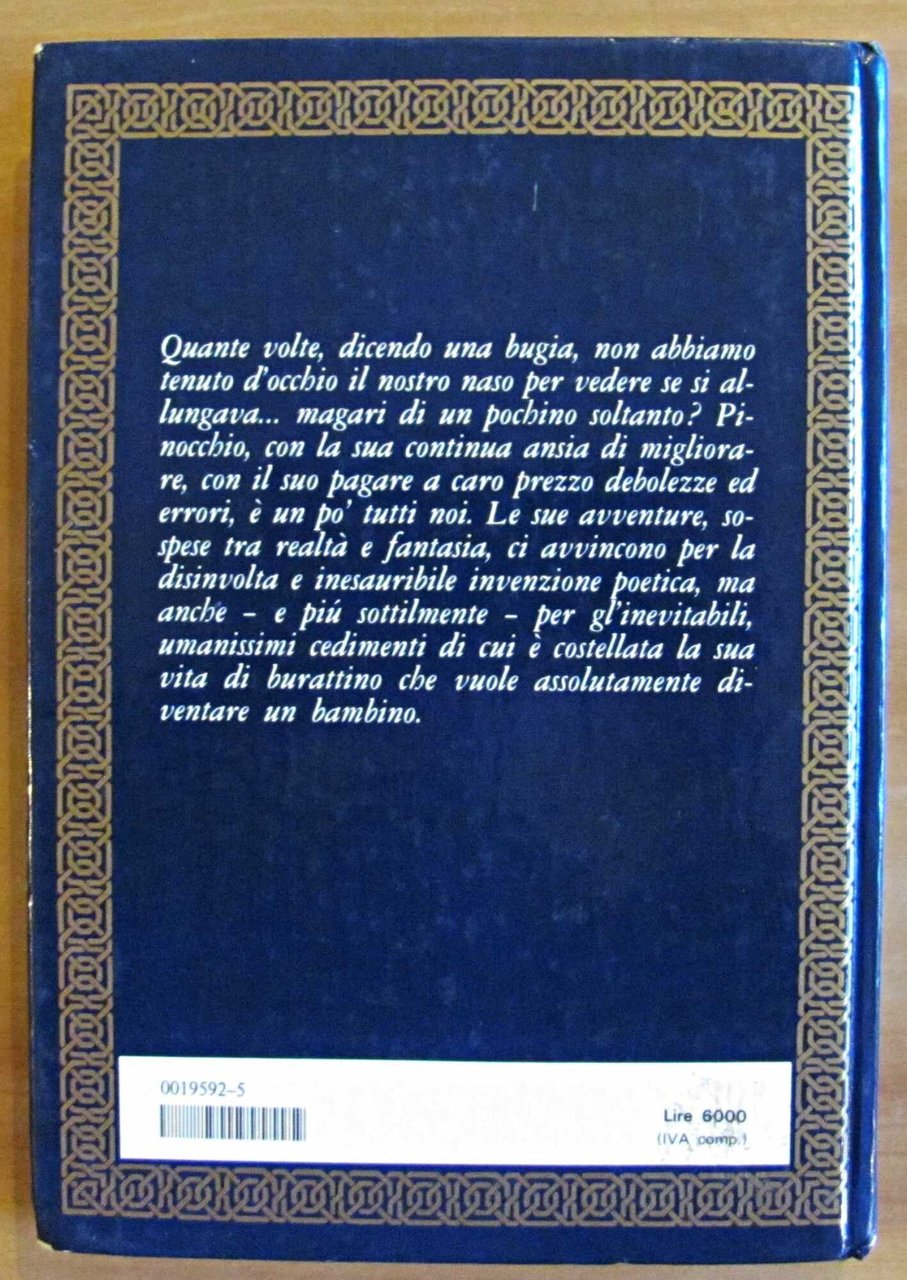 Quante volte, dicendo una bugia, non abbiamo
tenuto d'occhio il nostro naso per vedere se si al-
lungava... magari di un pochino soltanto? Pi-
nocchio, con la sua continua ansia di migliora-
re, con il suo pagare a caro prezzo debolezze ed
errori, è un po' tutti noi. Le sue avventure, so-
spese tra realtà e fantasia, ci avvincono per la
disinvolta e inesauribile invenzione poetica, ma
anche – e piú sottilmente – per gl'inevitabili,
umanissimi cedimenti di cui è costellata la sua
vita di burattino che vuole assolutamente di-
ventare un bambino.
0019592–5
Lire 6000
(IVA comp.)